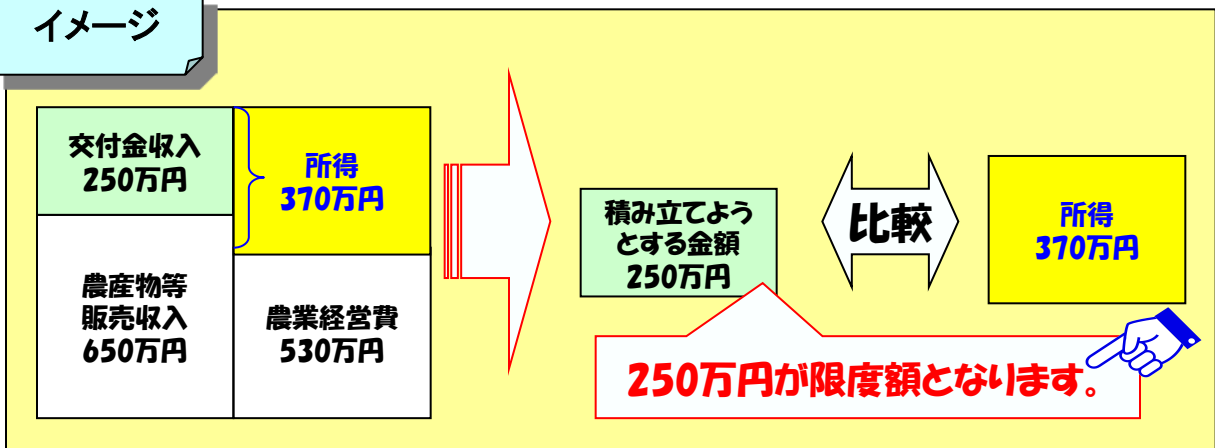 イメージ
交付金収入
250万円
所得
370万円
農産物等
販売収入
650万円
農業経営費
530万円
積み立てよう
とする金額
250万円
比較
所得
370万円
250万円が限度額となります。